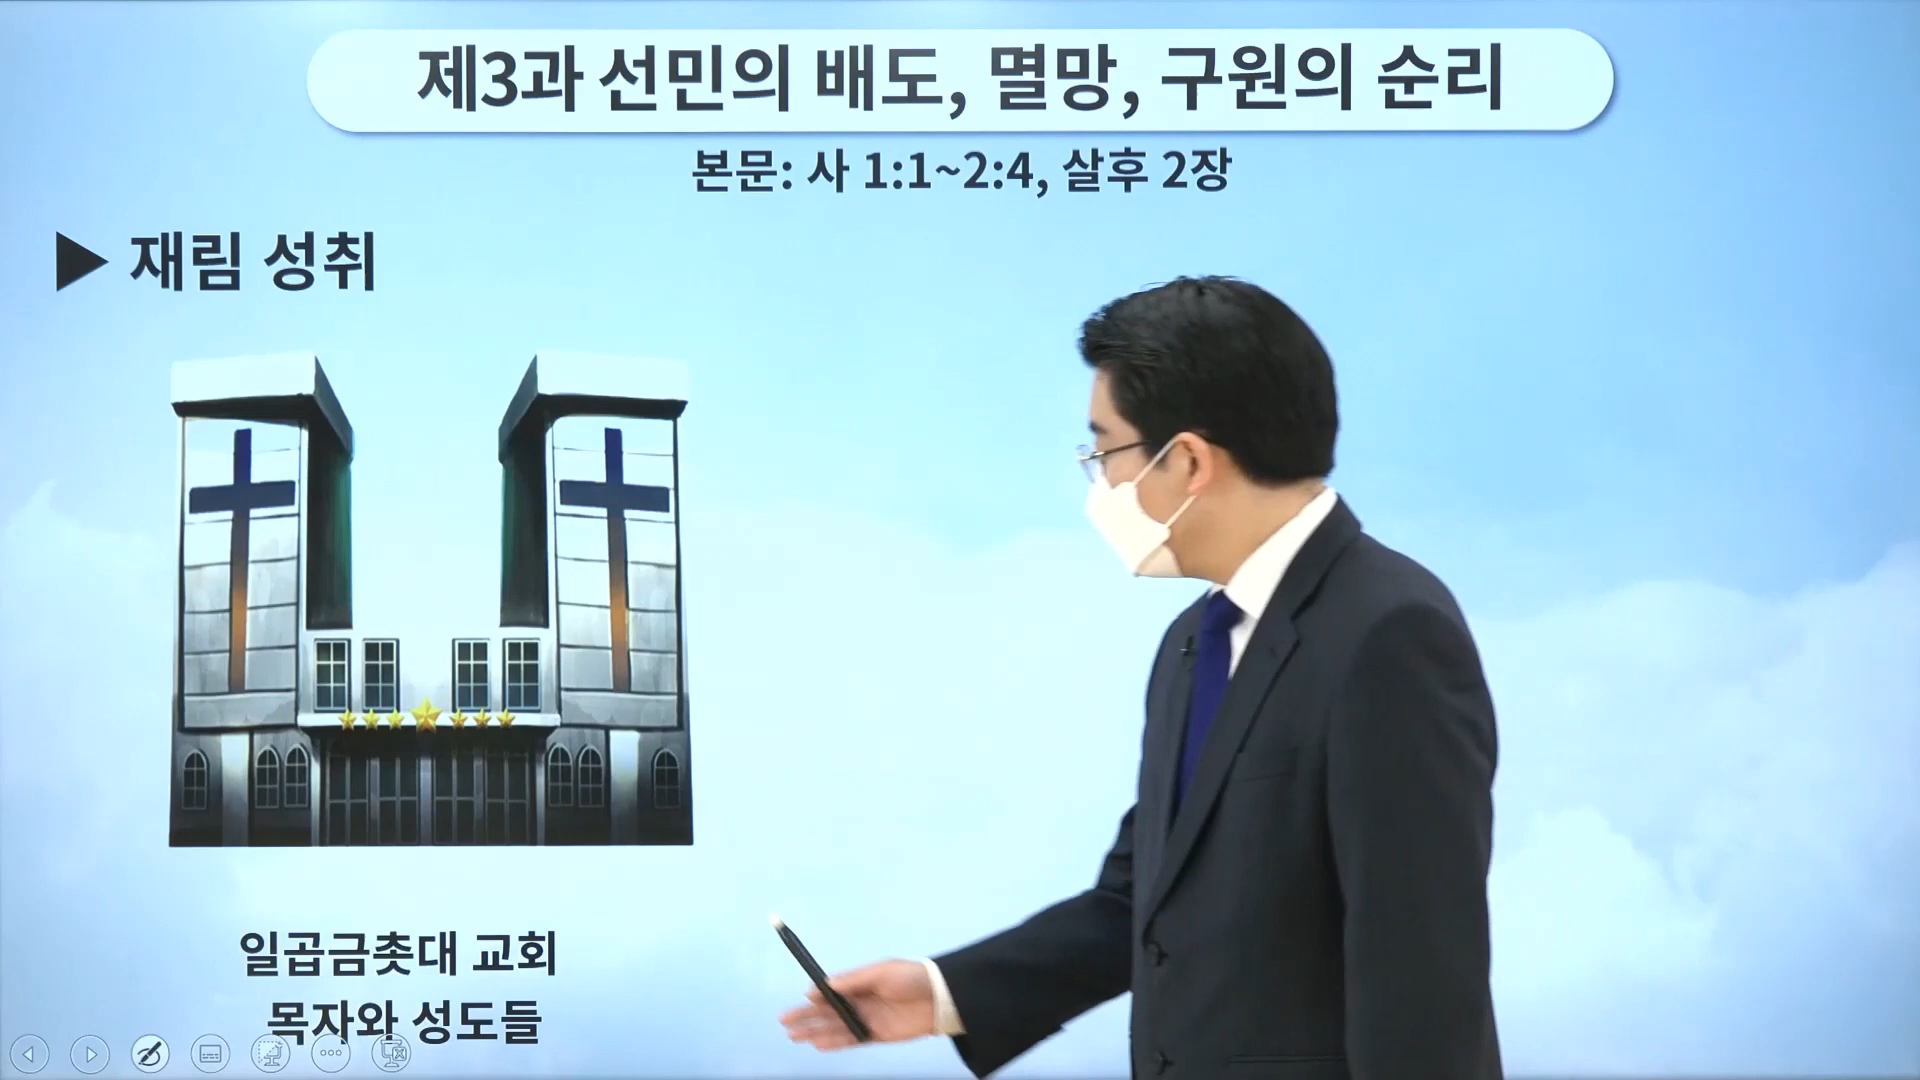 제3과 선민의 배도, 멸망, 구원의 순리
본문: 사 1:1~2:4, 살후 2장
▶ 재림 성취
일곱금촛대 교회
목자와 성도들